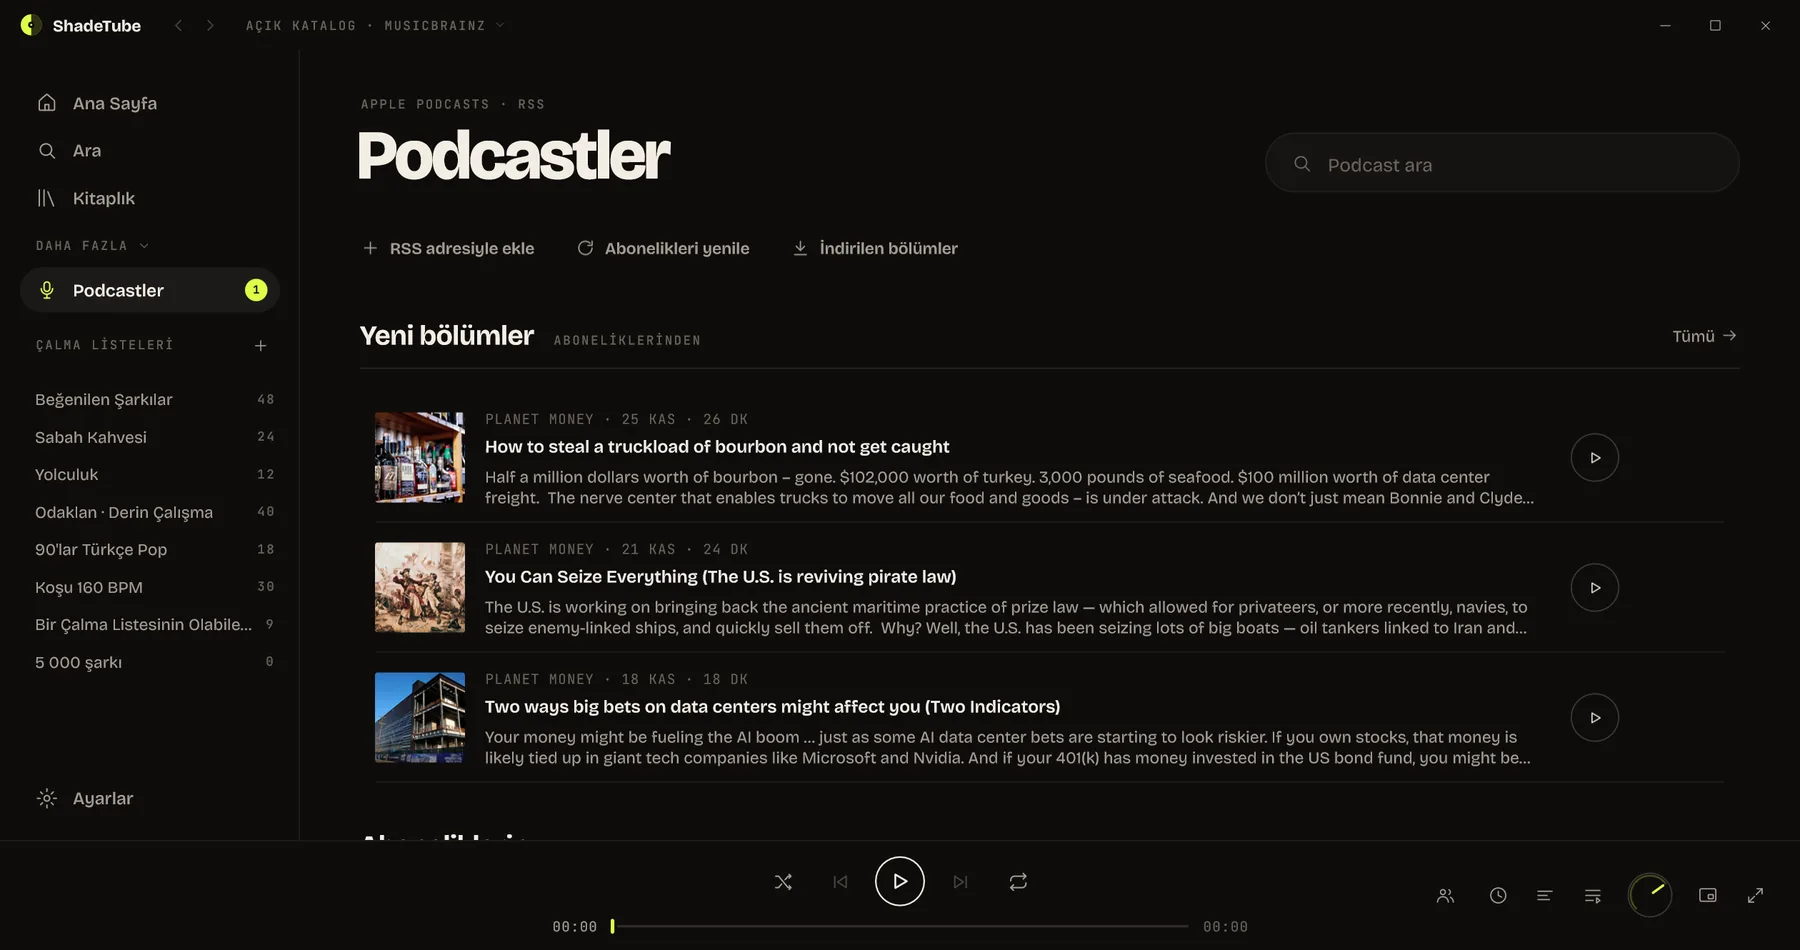 ShadeTube
AÇIK KATALOG · MUSICBRAINZ
Ana Sayfa
Ara
Kitaplık
DAHA FAZLA
Podcastler 1
ÇALMA LİSTELERİ
Beğenilen Şarkılar 48
Sabah Kahvesi 24
Yolculuk 12
Odaklan · Derin Çalışma 40
90'lar Türkçe Pop 18
Koşu 160 BPM 30
Bir Çalma Listesinin Olabile... 9
5 000 şarkı 0
Ayarlar
APPLE PODCASTS · RSS
Podcastler
Podcast ara
RSS adresiyle ekle
Abonelikleri yenile
İndirilen bölümler
Yeni bölümler ABONELİKLERİNDEN
Tümü
PLANET MONEY · 25 KAS · 26 DK
How to steal a truckload of bourbon and not get caught
Half a million dollars worth of bourbon – gone. $102,000 worth of turkey. 3,000 pounds of seafood. $100 million worth of data center
freight. The nerve center that enables trucks to move all our food and goods – is under attack. And we don't just mean Bonnie and Clyde...
PLANET MONEY · 21 KAS · 24 DK
You Can Seize Everything (The U.S. is reviving pirate law)
The U.S. is working on bringing back the ancient maritime practice of prize law — which allowed for privateers, or more recently, navies, to
seize enemy-linked ships, and quickly sell them off. Why? Well, the U.S. has been seizing lots of big boats — oil tankers linked to Iran and...
PLANET MONEY · 18 KAS · 18 DK
Two ways big bets on data centers might affect you (Two Indicators)
Your money might be fueling the AI boom ... just as some AI data center bets are starting to look riskier. If you own stocks, that money is
likely tied up in giant tech companies like Microsoft and Nvidia. And if your 401(k) has money invested in the US bond fund, you might be...
00:00
00:00